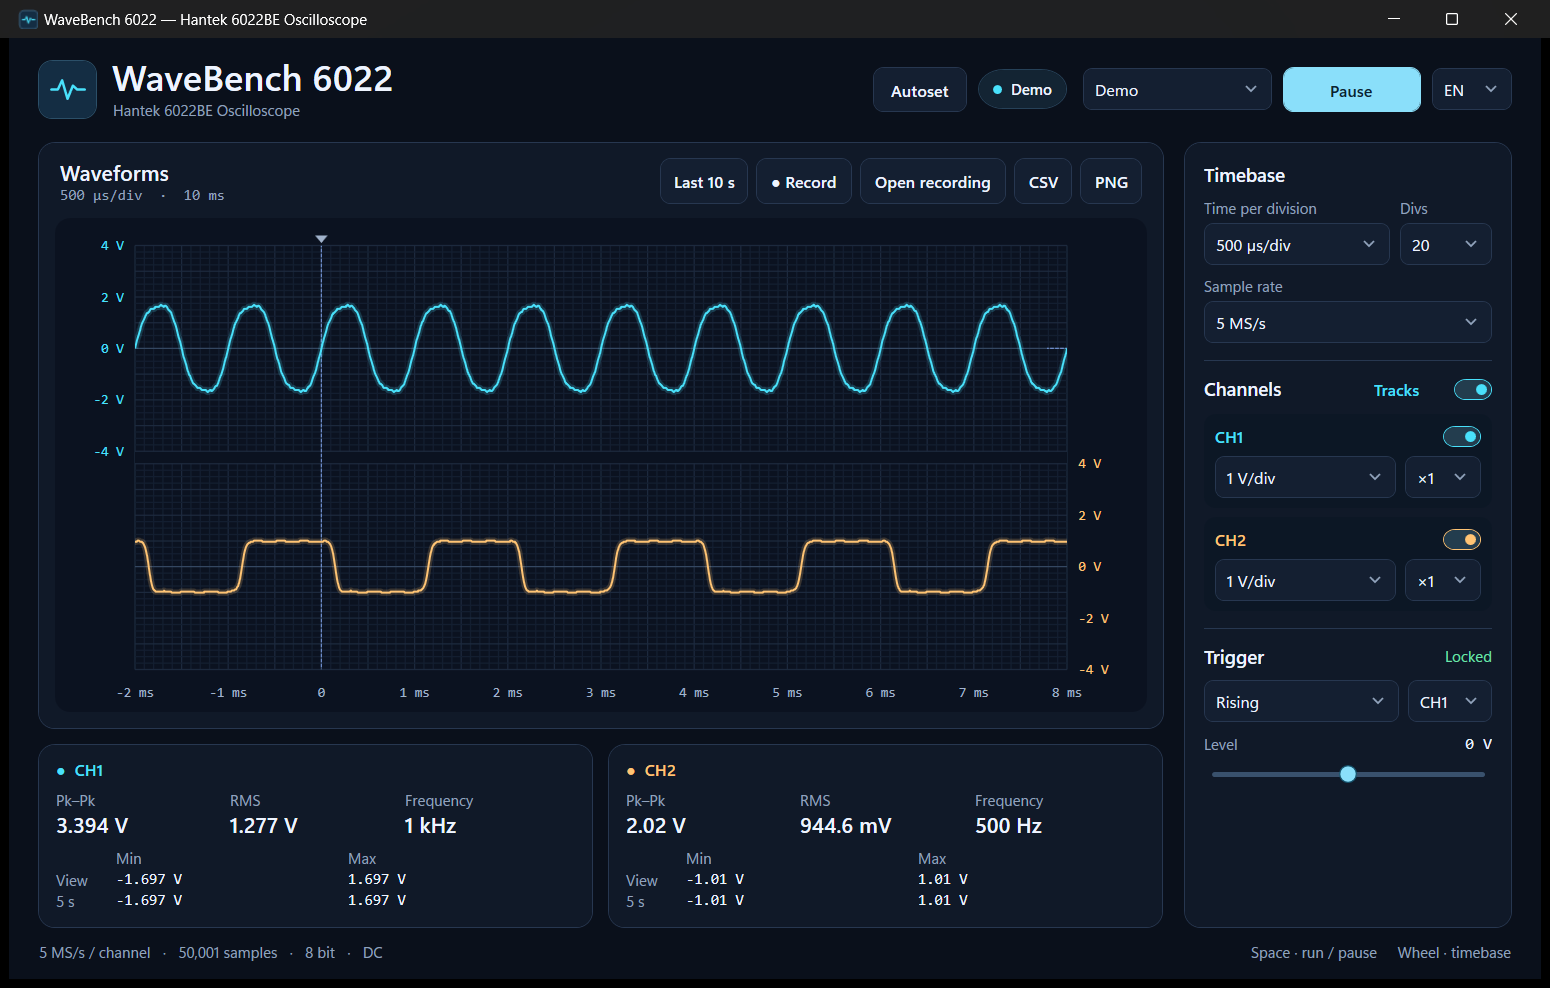 WaveBench 6022 — Hantek 6022BE Oscilloscope
WaveBench 6022
Hantek 6022BE Oscilloscope
Autoset
Demo
Demo
Pause
EN
Waveforms
500 µs/div · 10 ms
Last 10 s
● Record
Open recording
CSV
PNG
4 V
2 V
0 V
-2 V
-4 V
4 V
2 V
0 V
-2 V
-4 V
-2 ms
-1 ms
0
1 ms
2 ms
3 ms
4 ms
5 ms
6 ms
7 ms
8 ms
Timebase
Time per division
Divs
500 µs/div
20
Sample rate
5 MS/s
Channels
Tracks
CH1
1 V/div
×1
CH2
1 V/div
×1
Trigger
Locked
Rising
CH1
Level
0 V
● CH1
Pk–Pk
RMS
Frequency
3.394 V
1.277 V
1 kHz
Min
Max
View
-1.697 V
1.697 V
5 s
-1.697 V
1.697 V
● CH2
Pk–Pk
RMS
Frequency
2.02 V
944.6 mV
500 Hz
Min
Max
View
-1.01 V
1.01 V
5 s
-1.01 V
1.01 V
5 MS/s / channel · 50,001 samples · 8 bit · DC
Space · run / pause
Wheel · timebase